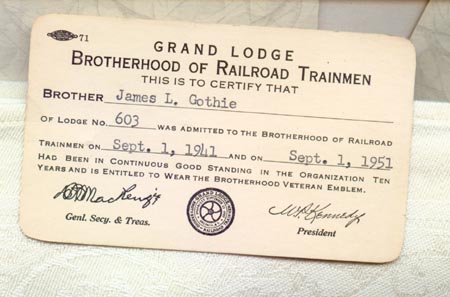 71
GRAND LODGE
BROTHERHOOD OF RAILROAD TRAINMEN
THIS IS TO CERTIFY THAT
BROTHER James L. Gothie
OF LODGE NO. 603 WAS ADMITTED TO THE BROTHERHOOD OF RAILROAD
TRAINMEN ON Sept. 1, 1941 AND ON Sept. 1, 1951
HAD BEEN IN CONTINUOUS GOOD STANDING IN THE ORGANIZATION TEN
YEARS AND IS ENTITLED TO WEAR THE BROTHERHOOD VETERAN EMBLEM.
W.P. Kennedy
Genl. Secy. & Treas.
President